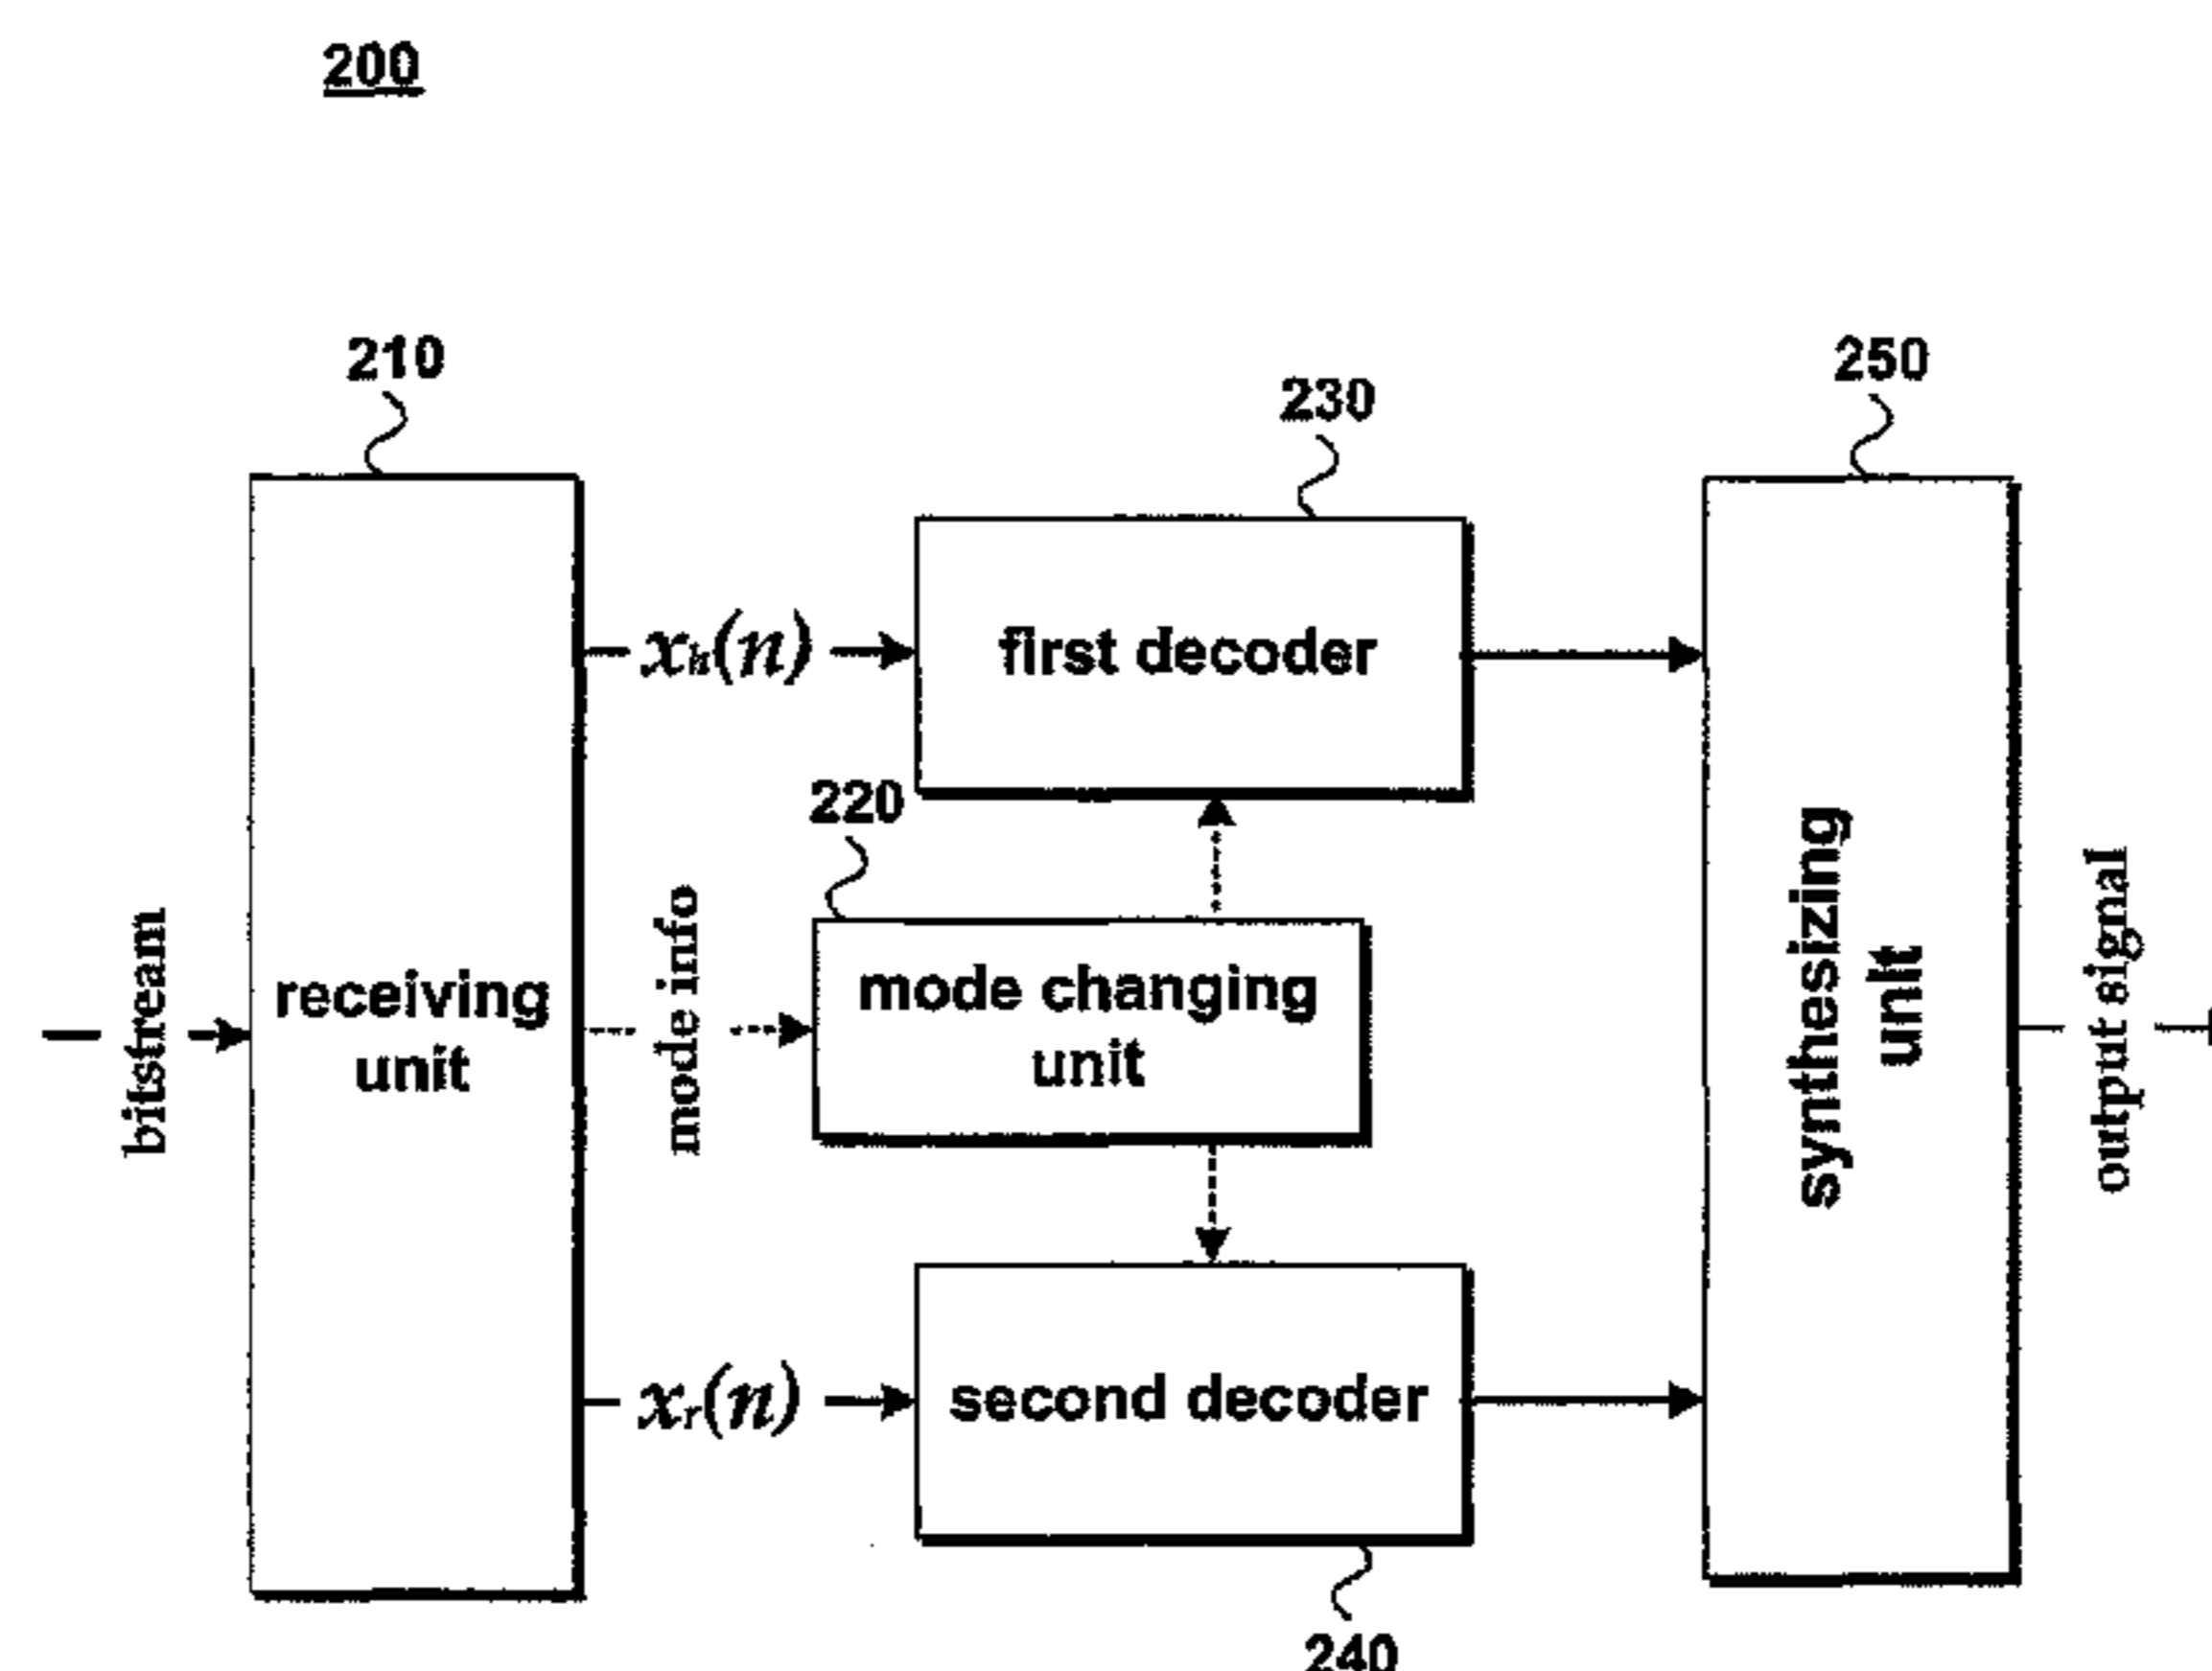 200
210
230
250
xh(n)
first decoder
220
bitstream
receiving
unit
mode info
mode changing
unit
synthesizing
unit
output signal
xr(n)
second decoder
240